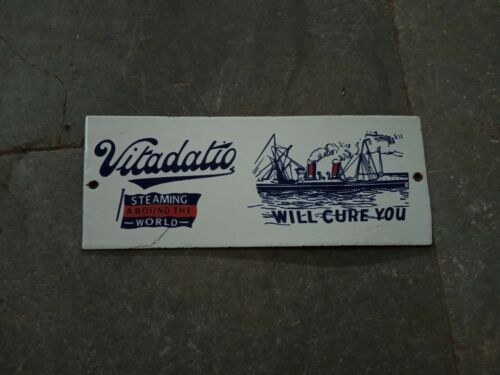 Vitadatio
STEAMING
AROUND THE
WORLD
WILL CURE YOU